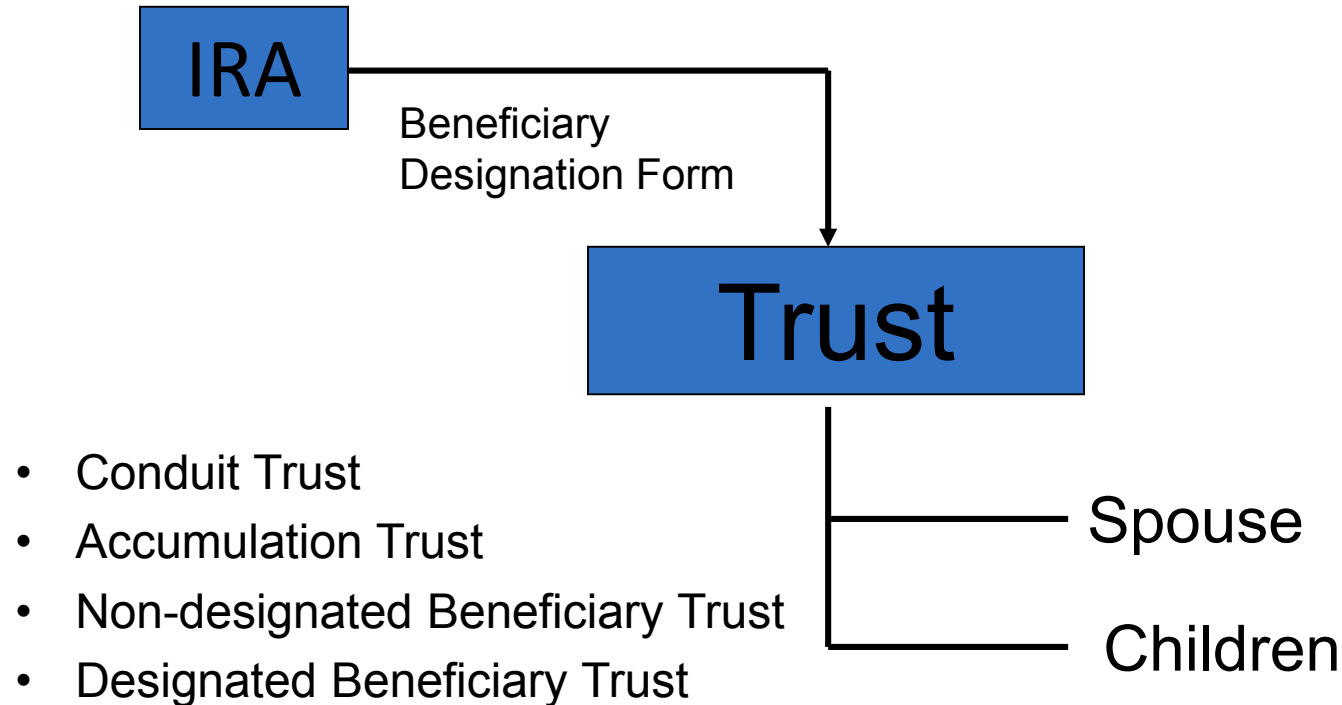 IRA
Beneficiary
Designation Form
Trust
• Conduit Trust
• Accumulation Trust
• Non-designated Beneficiary Trust
• Designated Beneficiary Trust
Spouse
Children